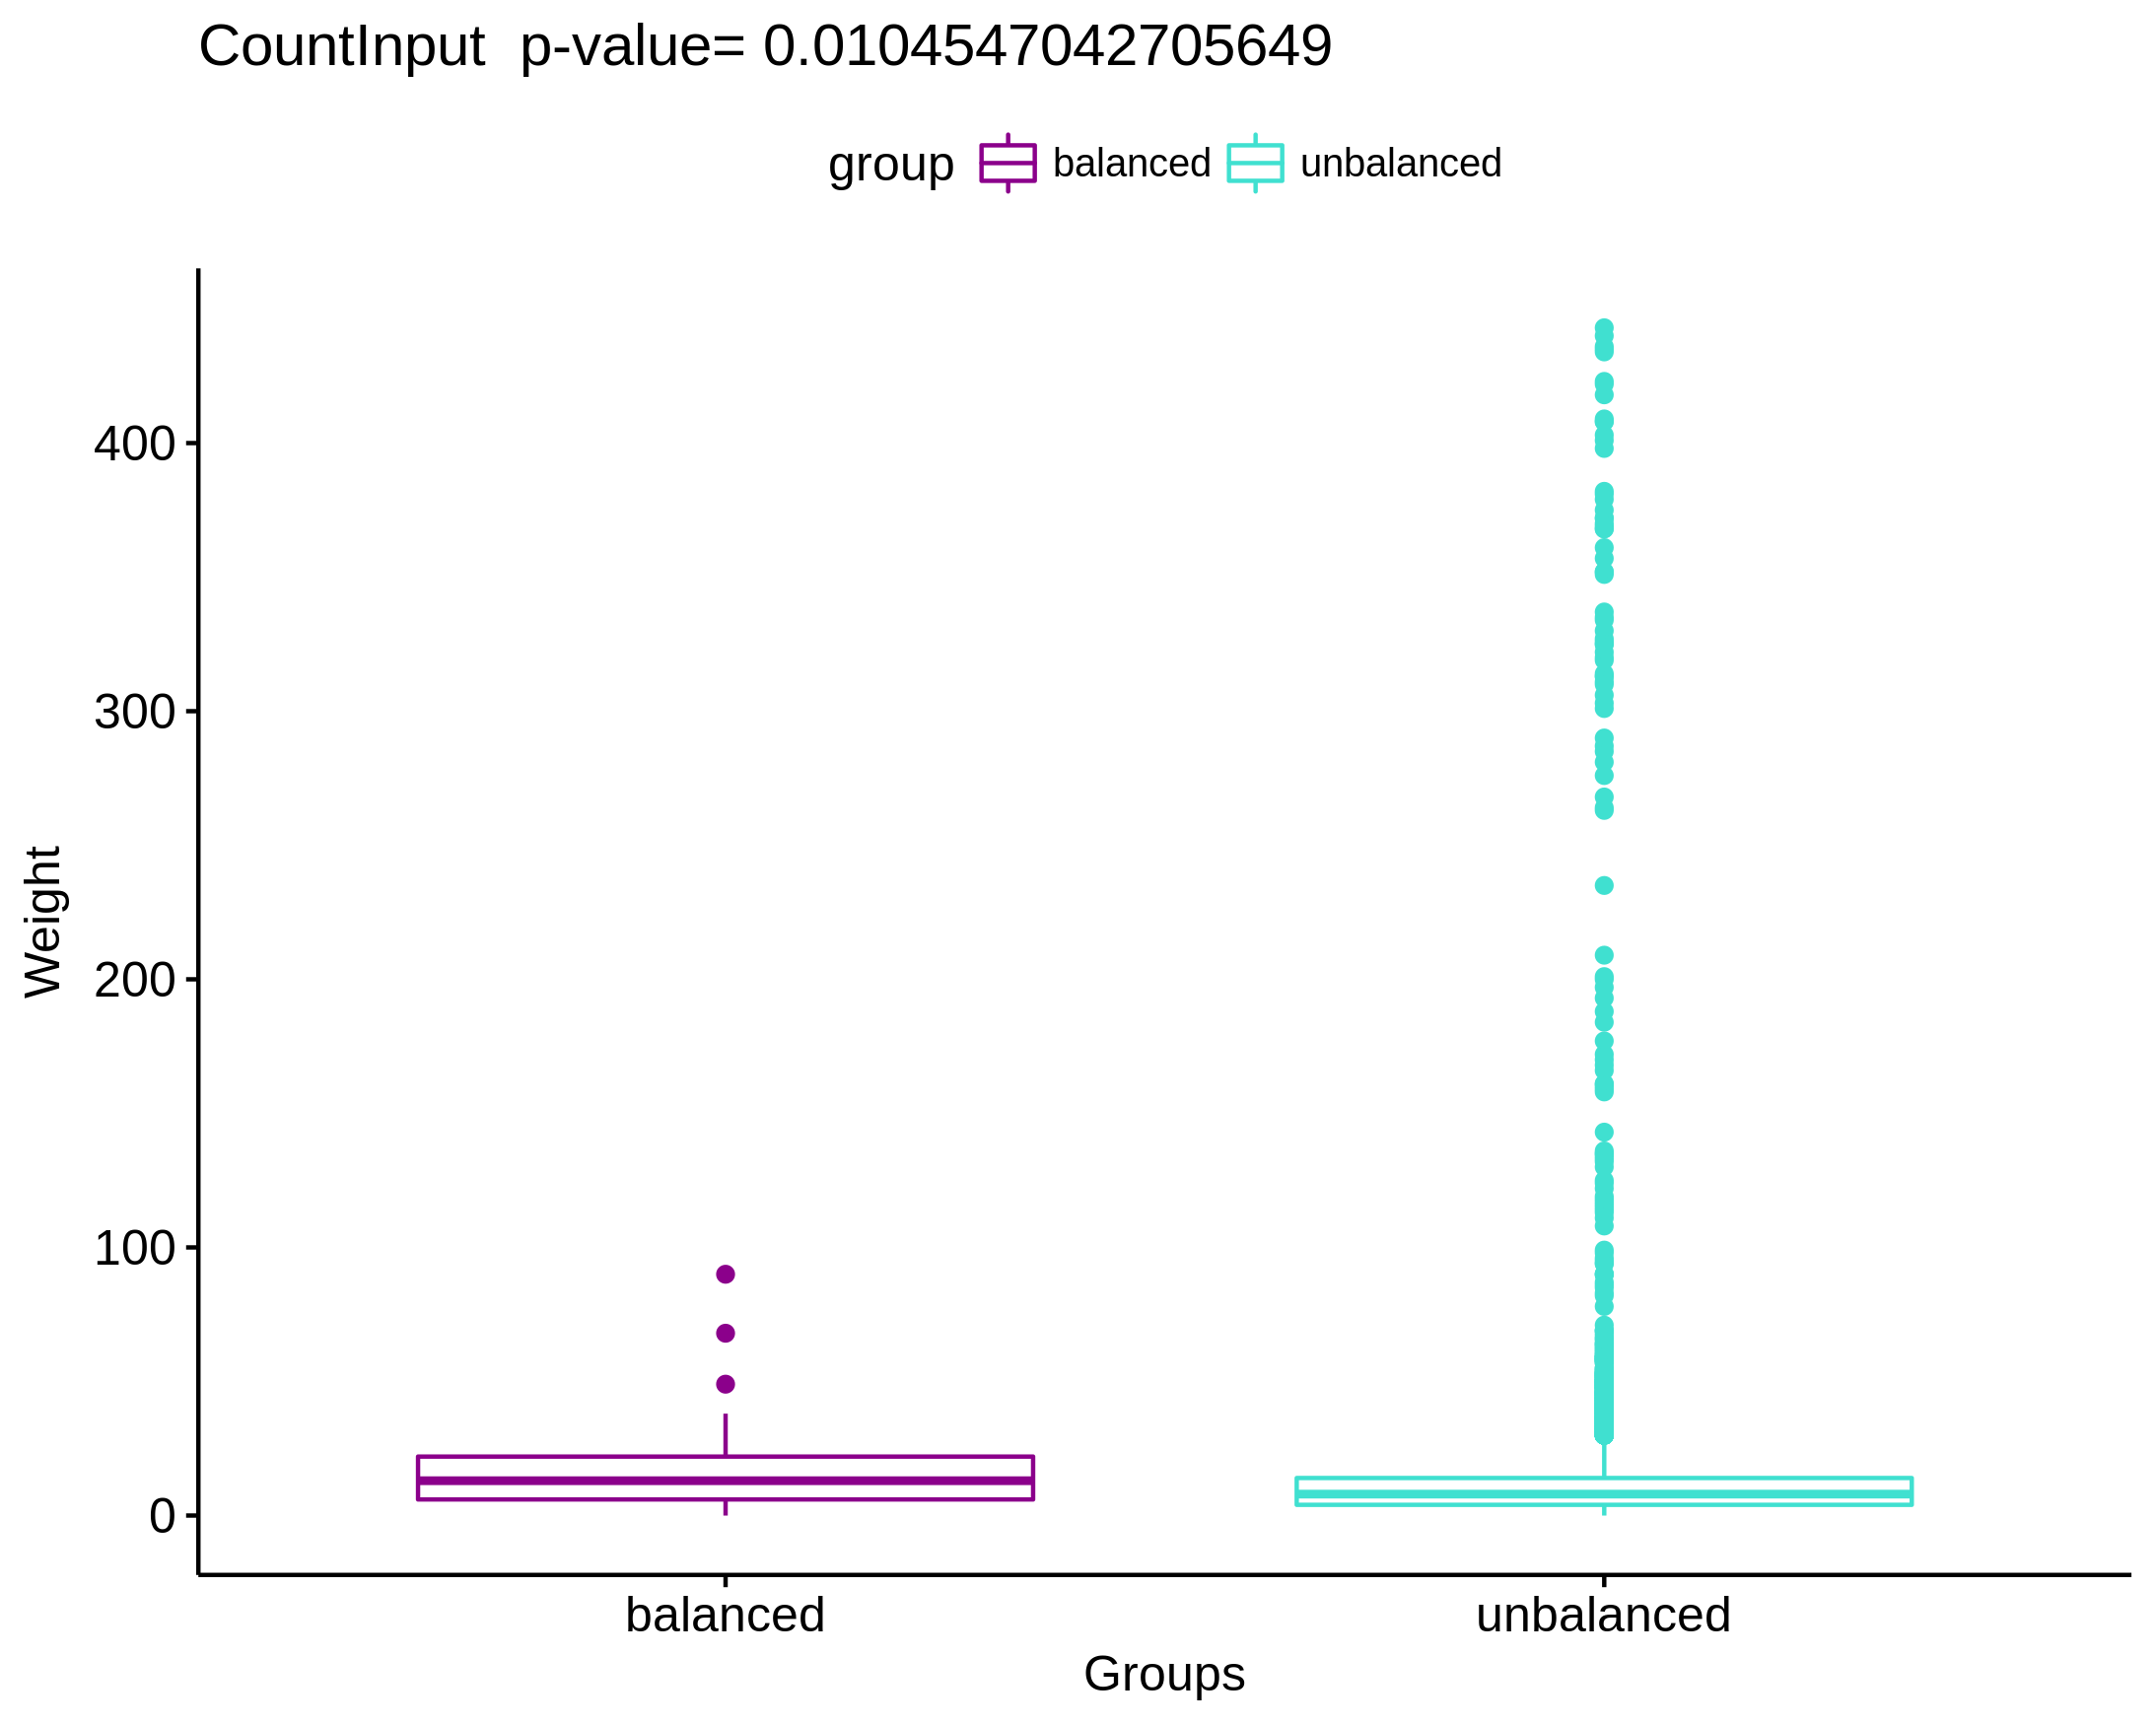 CountInput  p-value= 0.0104547042705649
group balanced unbalanced
400
300
200
100
0
Weight
balanced unbalanced
Groups